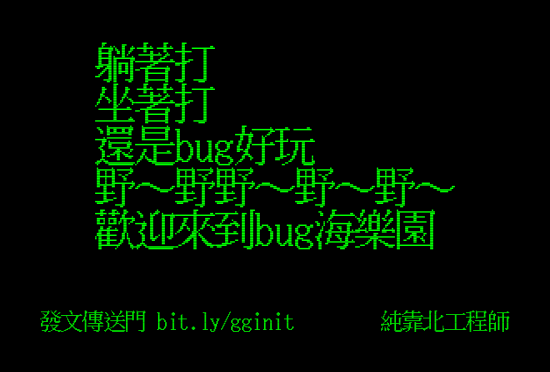 躺著打
坐著打
還是bug好玩
野～野野～野～野～
歡迎來到bug海樂園
發文傳送門 bit.ly/gginit 純靠北工程師